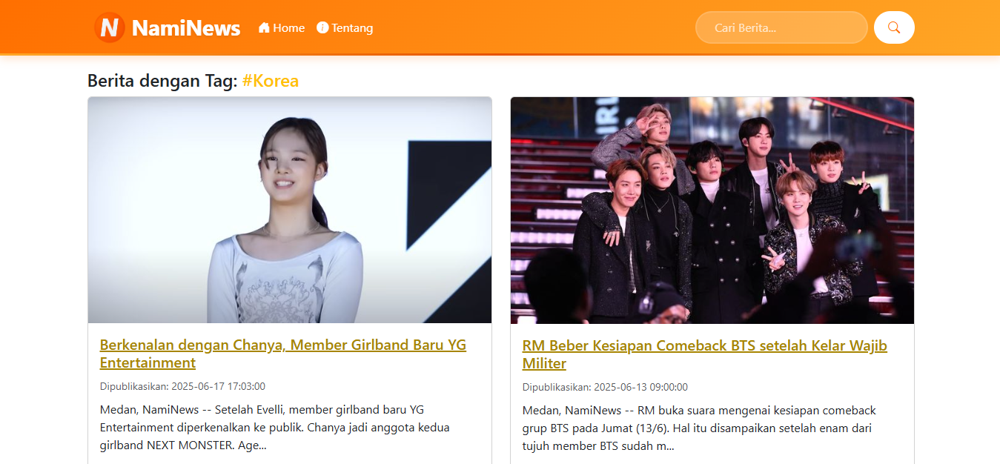 NamiNews
Home
Tentang
Cari Berita...
Berita dengan Tag: #Korea
Berkenalan dengan Chanya, Member Girlband Baru YG
Entertainment
Dipublikasikan: 2025-06-17 17:03:00
Medan, NamiNews -- Setelah Evelli, member girlband baru YG
Entertainment diperkenalkan ke publik. Chanya jadi anggota kedua
girlband NEXT MONSTER. Age...
RM Beber Kesiapan Comeback BTS setelah Kelar Wajib
Militer
Dipublikasikan: 2025-06-13 09:00:00
Medan, NamiNews -- RM buka suara mengenai kesiapan comeback
grup BTS pada Jumat (13/6). Hal itu disampaikan setelah enam dari
tujuh member BTS sudah m...